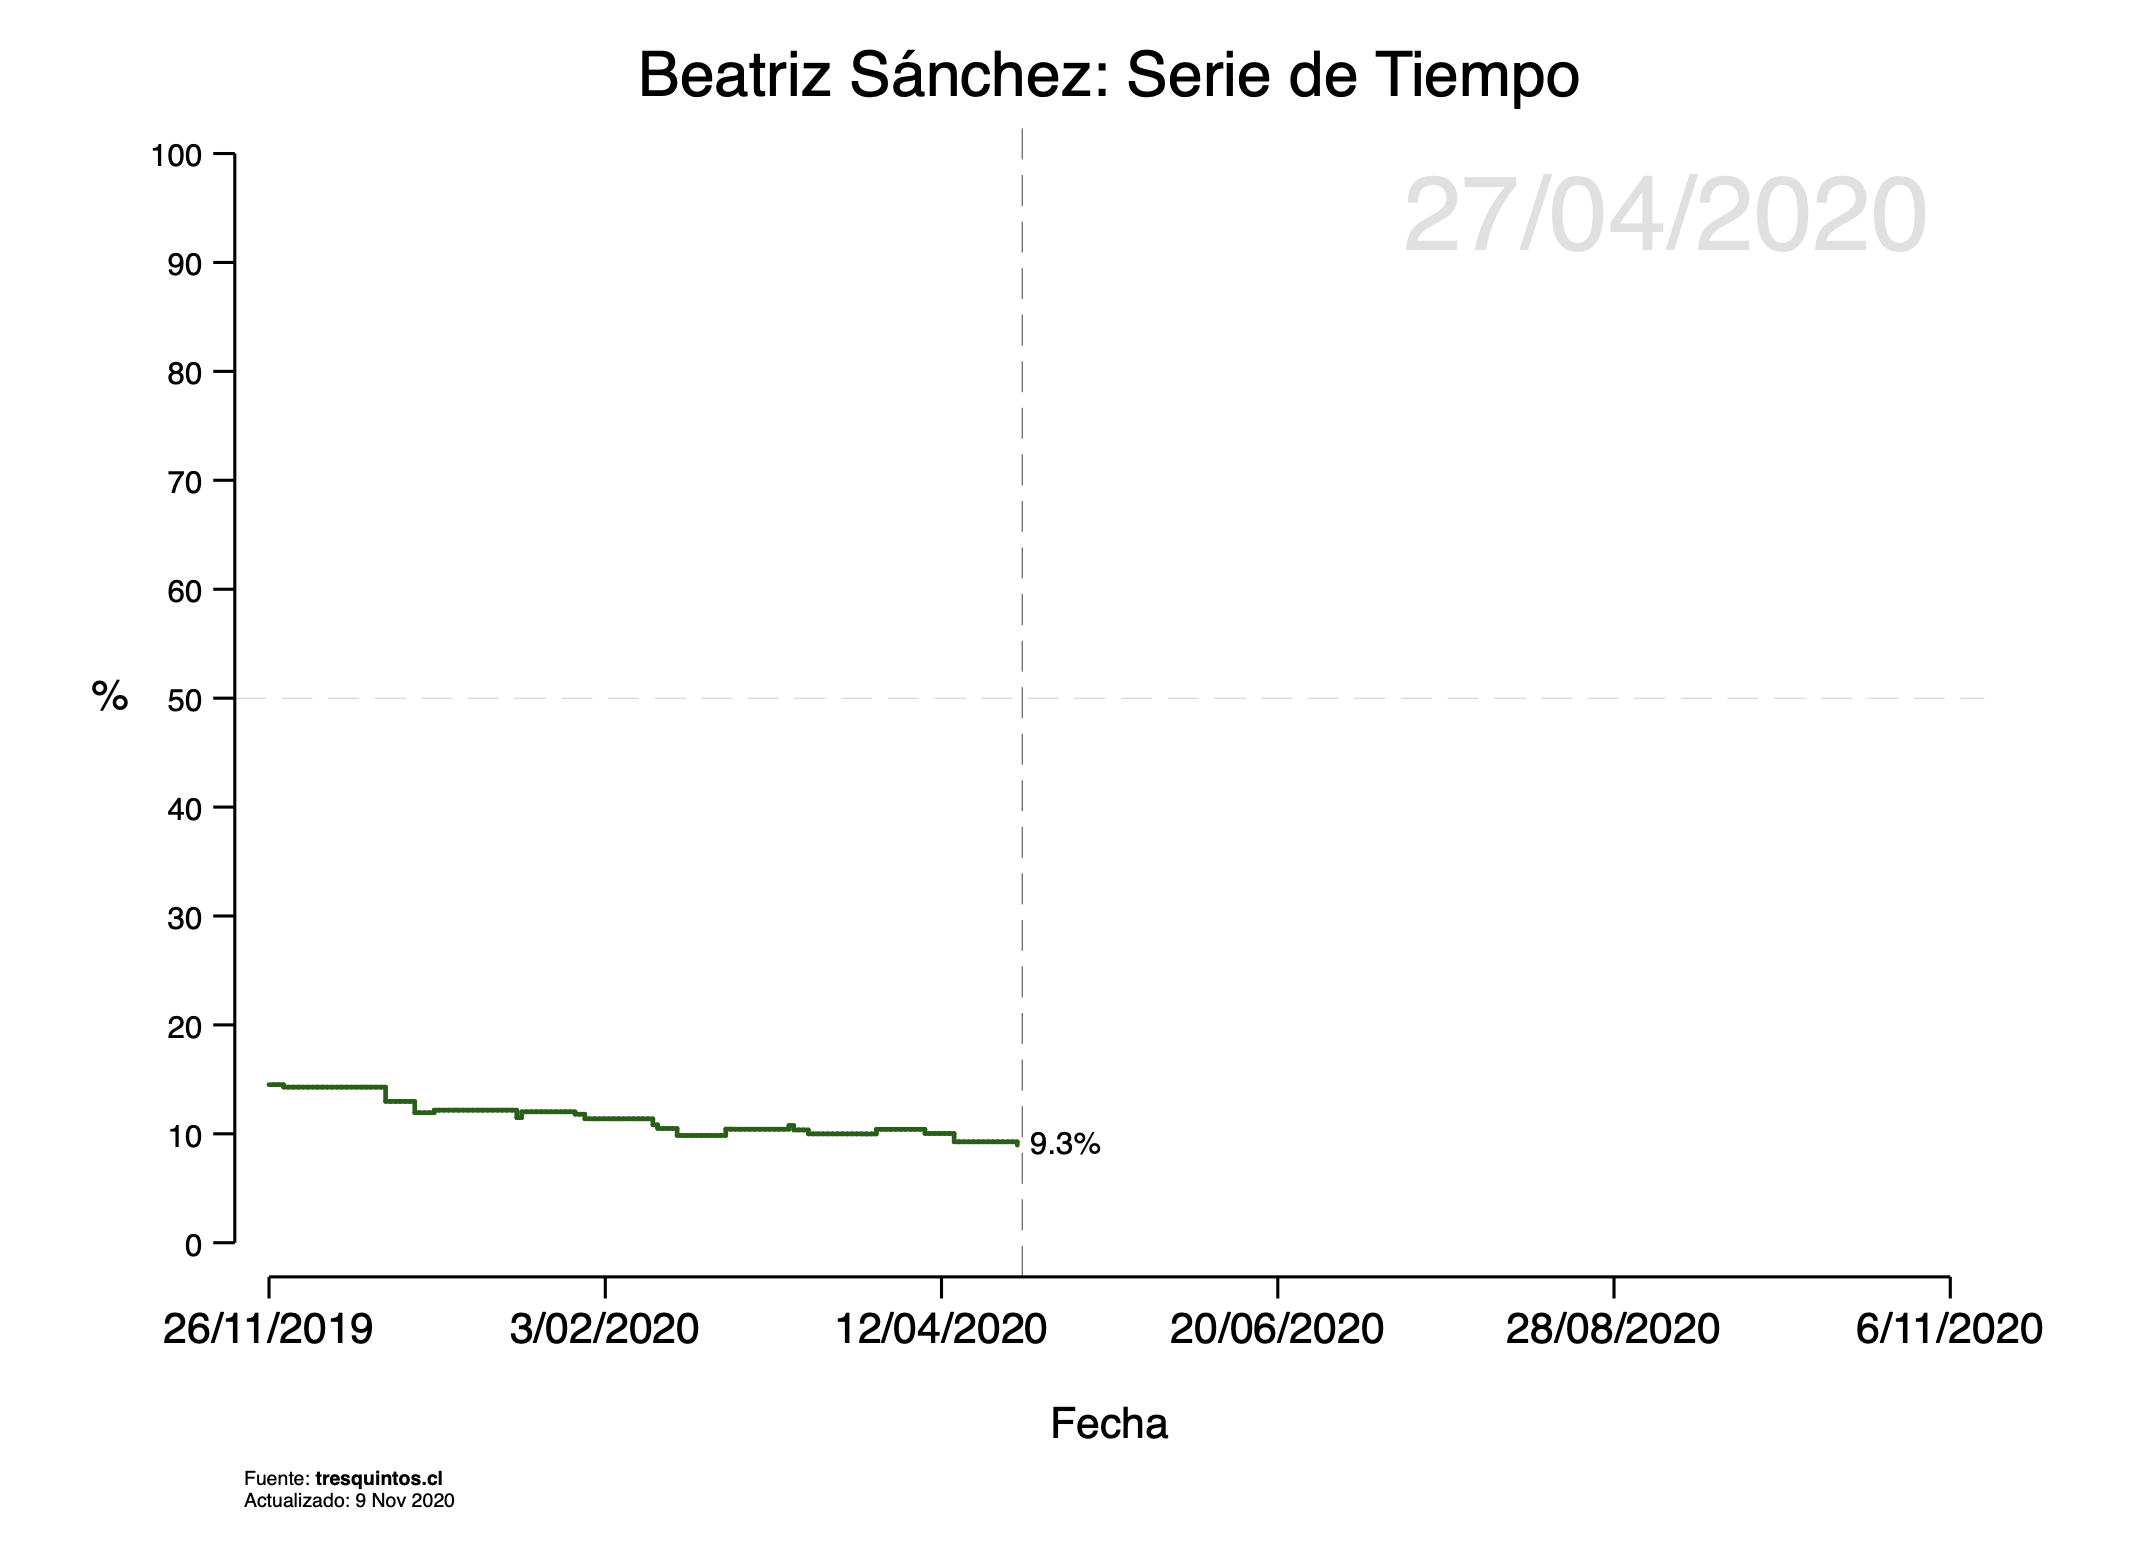 Beatriz Sánchez: Serie de Tiempo
27/04/2020
100
90
80
70
60
%
50
40
30
20
10
0
9.3%
26/11/2019 3/02/2020 12/04/2020 20/06/2020 28/08/2020 6/11/2020
Fecha
Fuente: tresquintos.cl
Actualizado: 9 Nov 2020